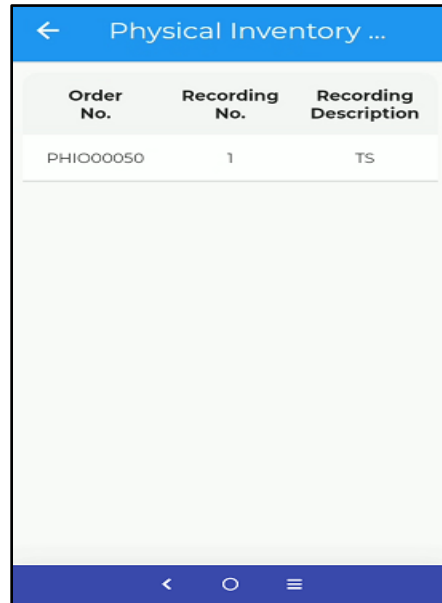 Physical Inventory ...
Order No. Recording No. Recording Description
PHIO00050 1 TS